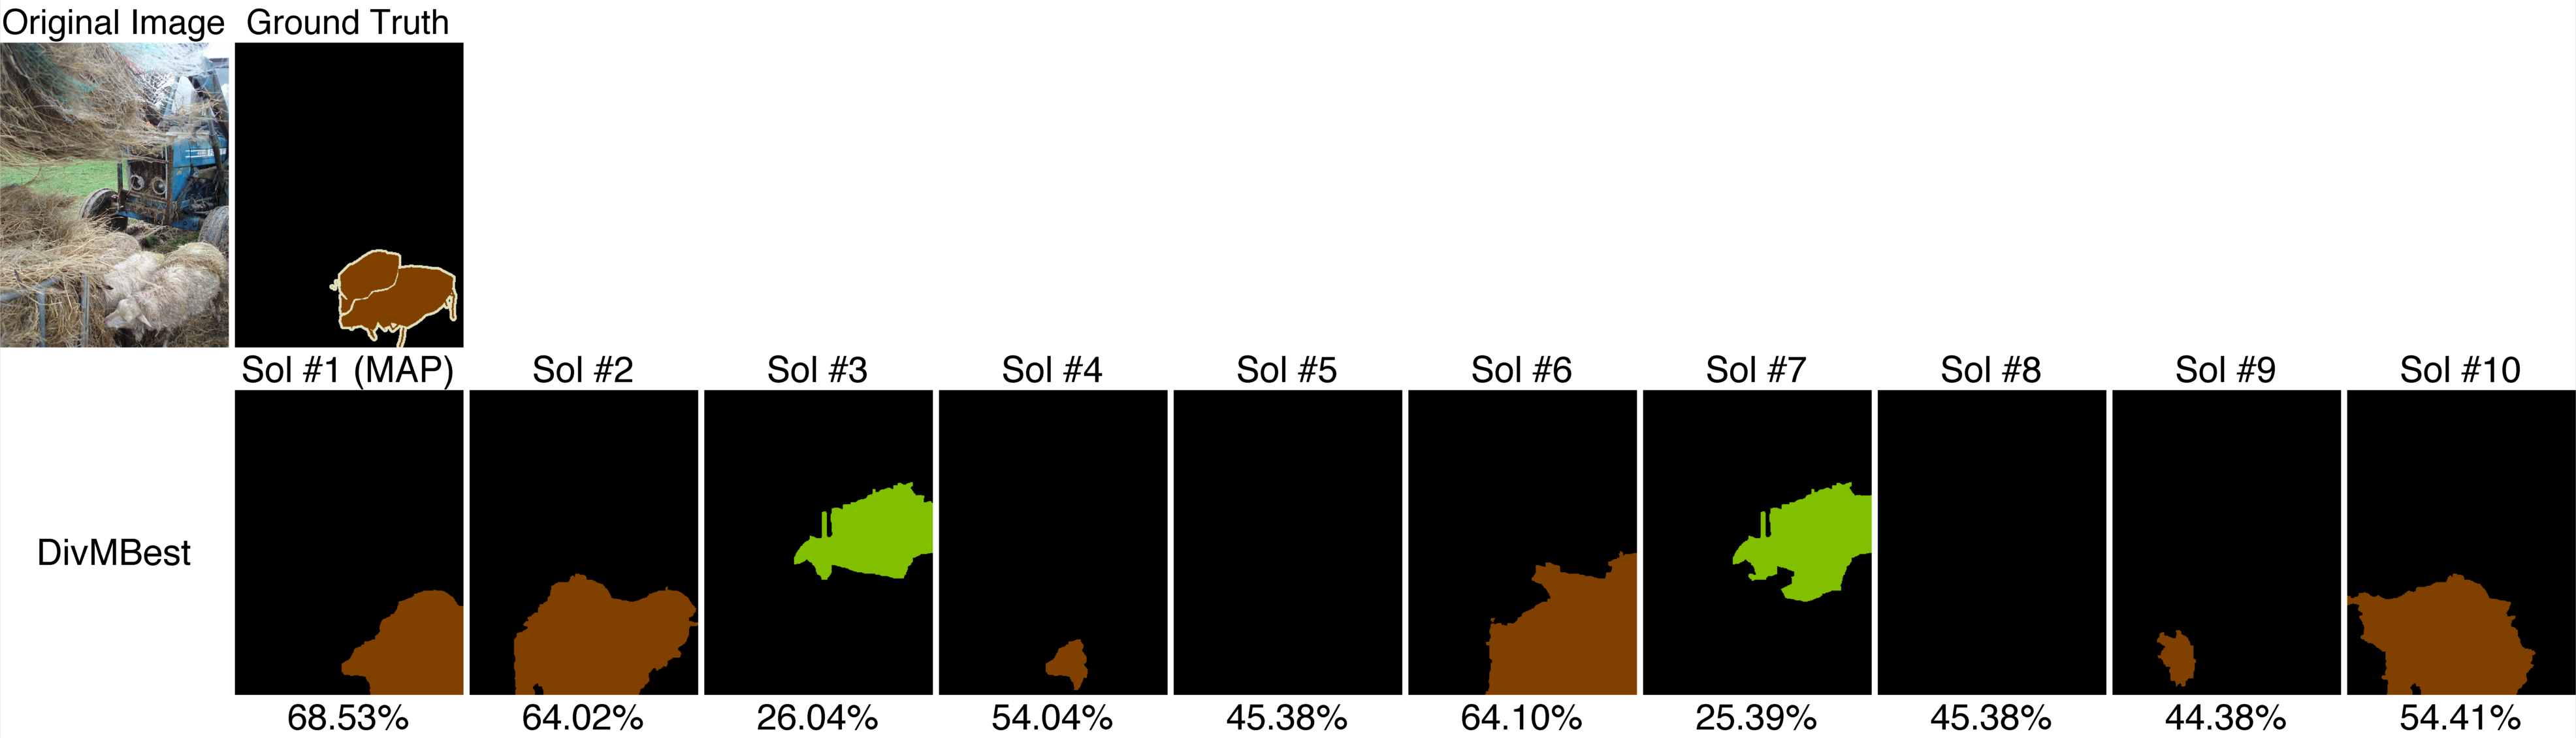 Original Image Ground Truth
Sol #1 (MAP) Sol #2 Sol #3 Sol #4 Sol #5 Sol #6 Sol #7 Sol #8 Sol #9 Sol #10
DivMBest
68.53% 64.02% 26.04% 54.04% 45.38% 64.10% 25.39% 45.38% 44.38% 54.41%